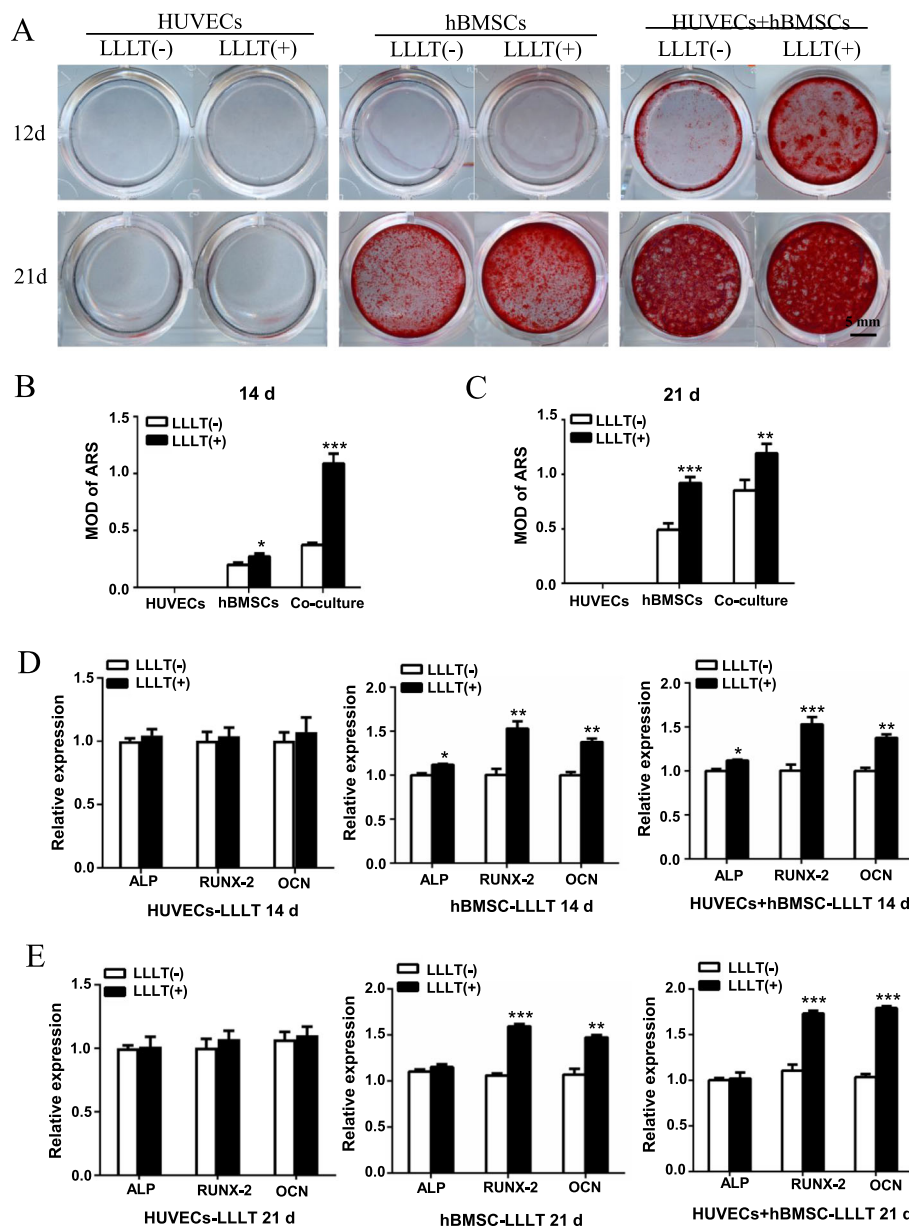 A
HUVECs
hBMSCs
HUVECs+hBMSCs
LLLT(-) LLLT(+) LLLT(-) LLLT(+) LLLT(-) LLLT(+)
12d
21d
5 mm
B
14 d
LLLT(-)
LLLT(+)
MOD of ARS
1.5
1.0
0.5
0.0
*
***
HUVECs hBMSCs Co-culture
C
21 d
LLLT(-)
LLLT(+)
MOD of ARS
1.5
1.0
0.5
0.0
***
**
HUVECs hBMSCs Co-culture
D
LLLT(-)
LLLT(+)
Relative expression
1.5
1.0
0.5
0.0
ALP RUNX-2 OCN
HUVECs-LLLT 14 d
LLLT(-)
LLLT(+)
Relative expression
2.0
1.5
1.0
0.5
0.0
*
**
**
ALP RUNX-2 OCN
hBMSC-LLLT 14 d
LLLT(-)
LLLT(+)
Relative expression
2.0
1.5
1.0
0.5
0.0
*
***
**
ALP RUNX-2 OCN
HUVECs+hBMSC-LLLT 14 d
E
LLLT(-)
LLLT(+)
Relative expression
1.5
1.0
0.5
0.0
ALP RUNX-2 OCN
HUVECs-LLLT 21 d
LLLT(-)
LLLT(+)
Relative expression
2.0
1.5
1.0
0.5
0.0
***
**
ALP RUNX-2 OCN
hBMSC-LLLT 21 d
LLLT(-)
LLLT(+)
Relative expression
2.0
1.5
1.0
0.5
0.0
***
***
ALP RUNX-2 OCN
HUVECs+hBMSC-LLLT 21 d